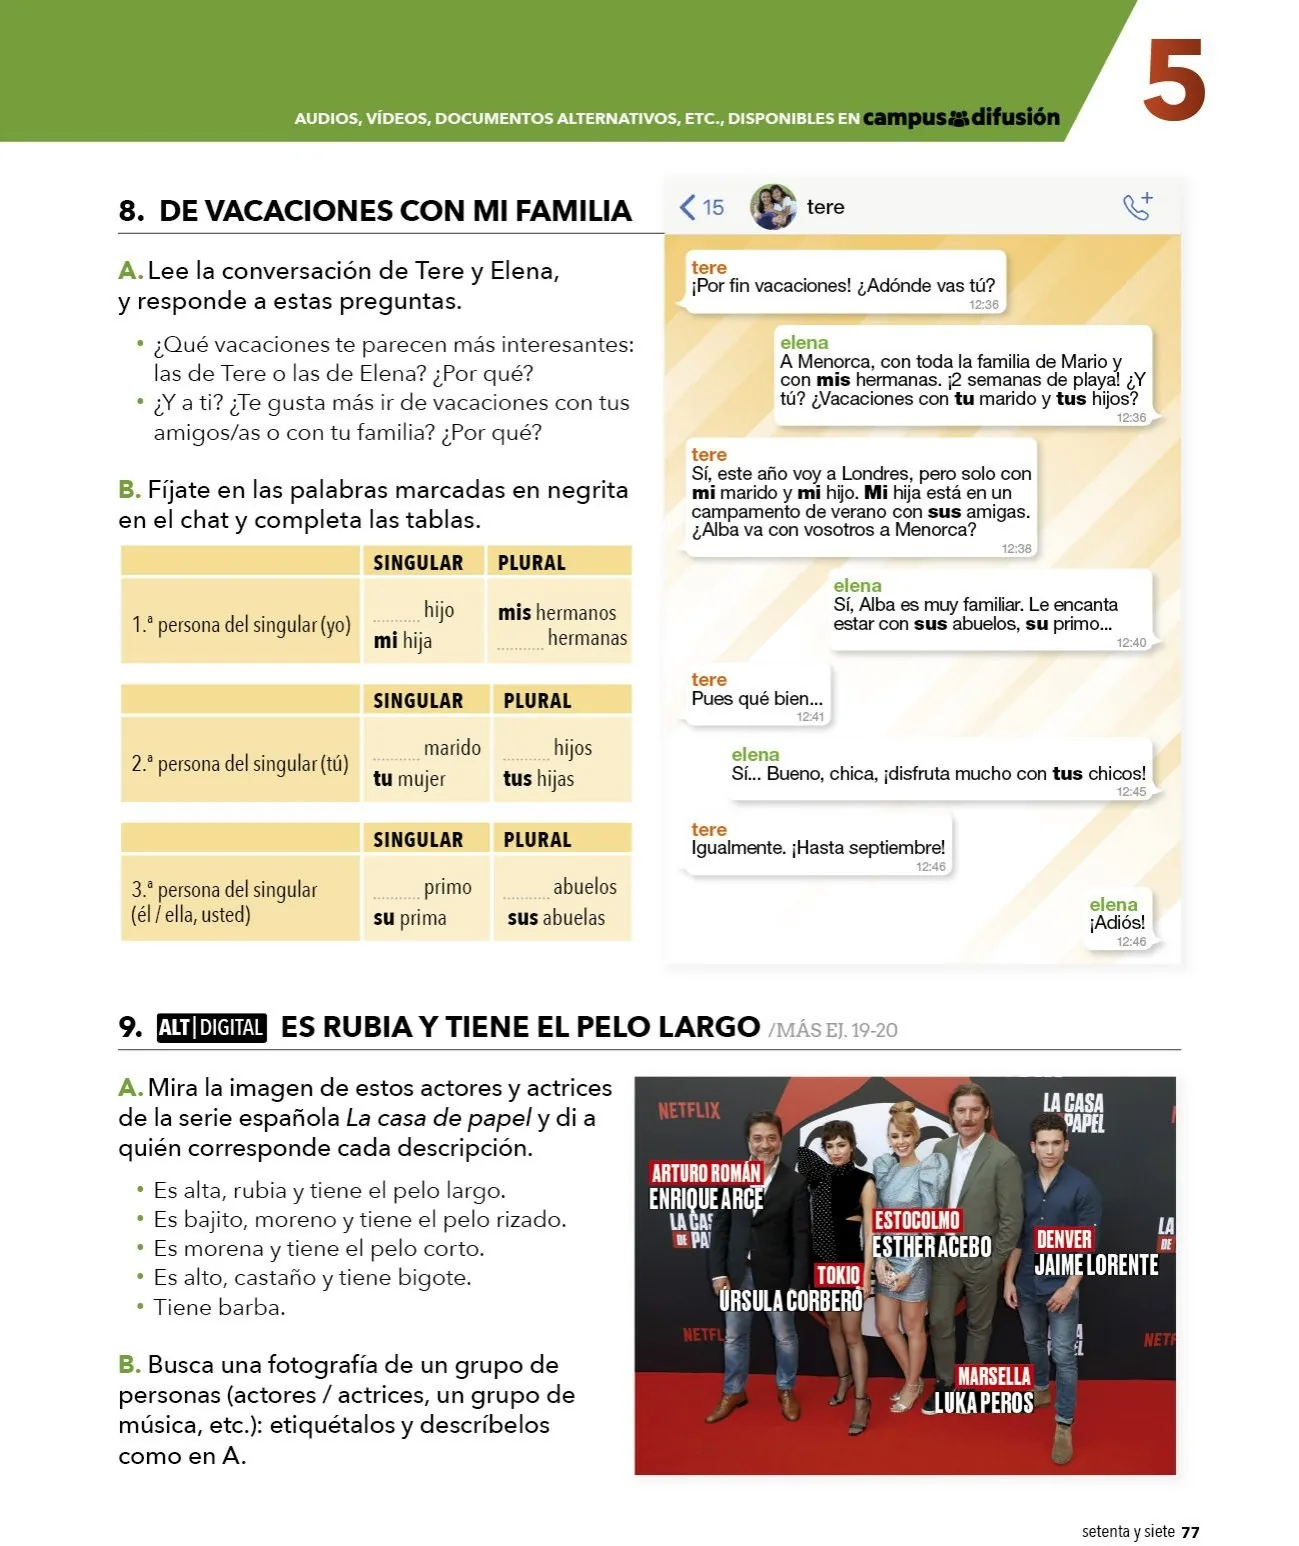 5
AUDIOS, VÍDEOS, DOCUMENTOS ALTERNATIVOS, ETC., DISPONIBLES EN campus difusión
8. DE VACACIONES CON MI FAMILIA
A. Lee la conversación de Tere y Elena,
y responde a estas preguntas.
• ¿Qué vacaciones te parecen más interesantes:
las de Tere o las de Elena? ¿Por qué?
• ¿Y a ti? ¿Te gusta más ir de vacaciones con tus
amigos/as o con tu familia? ¿Por qué?
B. Fíjate en las palabras marcadas en negrita
en el chat y completa las tablas.
SINGULAR PLURAL
1.ª persona del singular (yo)
........ hijo
mi hija
mis hermanos
........ hermanas
SINGULAR PLURAL
2.ª persona del singular (tú)
........ marido
tu mujer
........ hijos
tus hijas
SINGULAR PLURAL
3.ª persona del singular
(él / ella, usted)
........ primo
su prima
........ abuelos
sus abuelas
15 tere
tere
¡Por fin vacaciones! ¿Adónde vas tú?
12:36
elena
A Menorca, con toda la familia de Mario y
con mis hermanas. ¡2 semanas de playa! ¿Y
tú? ¿Vacaciones con tu marido y tus hijos?
12:36
tere
Sí, este año voy a Londres, pero solo con
mi marido y mi hijo. Mi hija está en un
campamento de verano con sus amigas.
¿Alba va con vosotros a Menorca?
12:38
elena
Sí, Alba es muy familiar. Le encanta
estar con sus abuelos, su primo...
12:40
tere
Pues qué bien...
12:41
elena
Sí... Bueno, chica, ¡disfruta mucho con tus chicos!
12:45
tere
Igualmente. ¡Hasta septiembre!
12:46
elena
¡Adiós!
12:46
9. ALT|DIGITAL ES RUBIA Y TIENE EL PELO LARGO /MÁS EJ. 19-20
A. Mira la imagen de estos actores y actrices
de la serie española La casa de papel y di a
quién corresponde cada descripción.
• Es alta, rubia y tiene el pelo largo.
• Es bajito, moreno y tiene el pelo rizado.
• Es morena y tiene el pelo corto.
• Es alto, castaño y tiene bigote.
• Tiene barba.
B. Busca una fotografía de un grupo de
personas (actores / actrices, un grupo de
música, etc.): etiquétalos y descríbelos
como en A.
NETFLIX
LA CASA
PAPEL
ARTURO ROMÁN
ENRIQUE ARCE
LA CAS
DE PA
ESTOCOLMO
ESTHER ACEBO
LA
DE
DENVER
JAIME LORENTE
TOKIO
ÚRSULA CORBERÓ
NETFL
NETF
MARSELLA
LUKA PEROS
setenta y siete 77